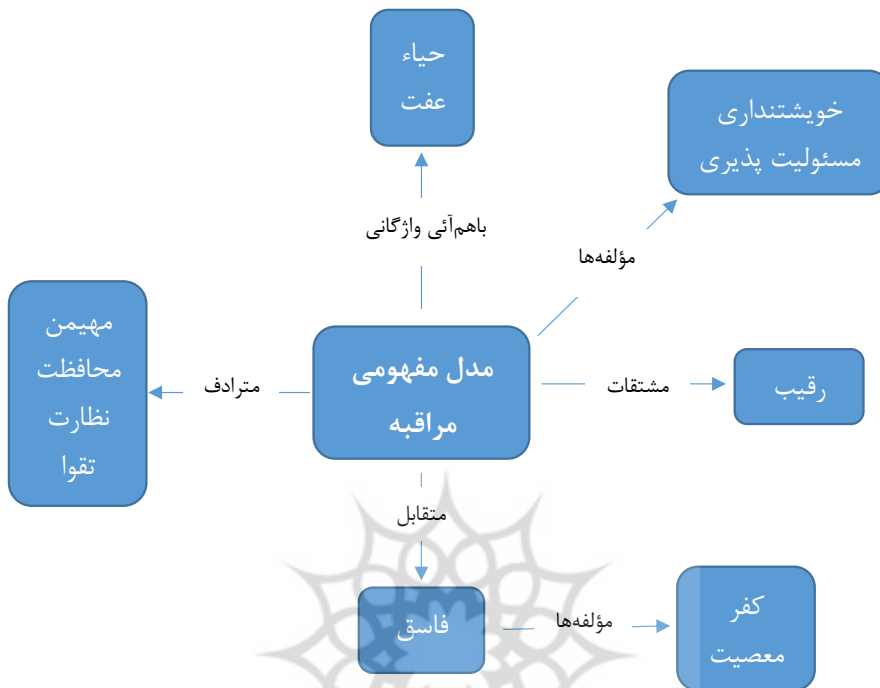 حیاء
عفت
خویشتنداری
مسئولیت پذیری
باهم‌آئی واژگانی
مؤلفه‌ها
مهیمن
محافظت
نظارت
تقوا
مترادف
مدل مفهومی
مراقبه
مشتقات
رقیب
متقابل
فاسق
مؤلفه‌ها
کفر
معصیت